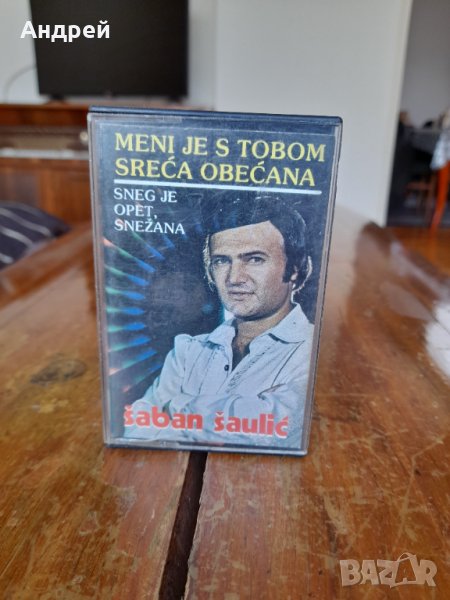 Андрей
MENI JE S TOBOM
SREĆA OBEĆANA
SNEG JE
OPET,
SNEŽANA
šaban šaulić
BAZAR